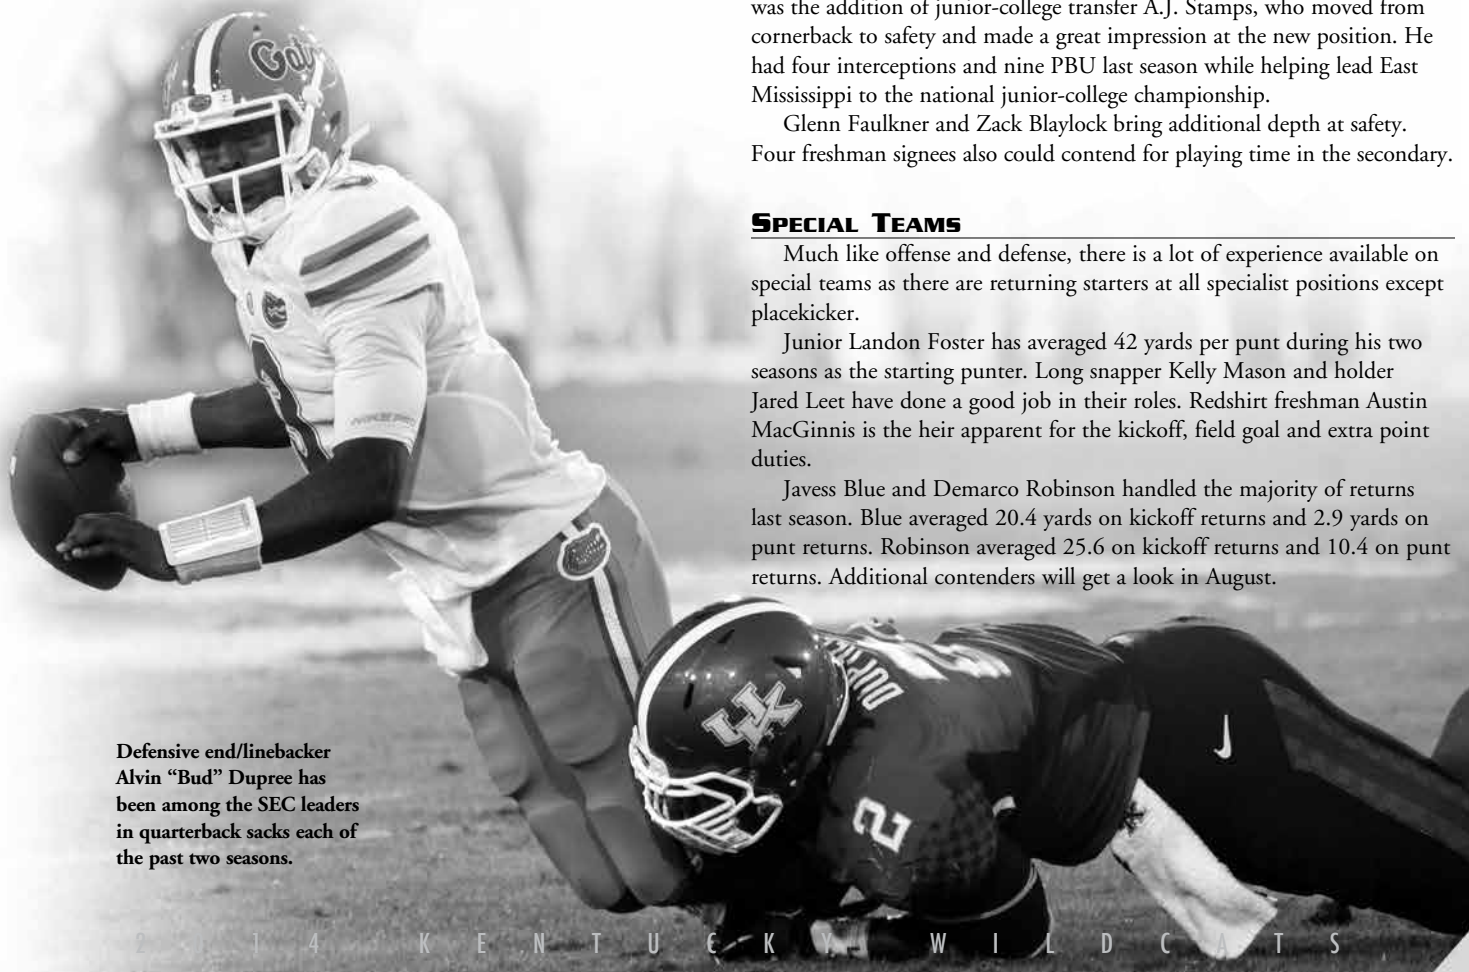 was the addition of junior-college transfer A.J. Stamps, who moved from
cornerback to safety and made a great impression at the new position. He
had four interceptions and nine PBU last season while helping lead East
Mississippi to the national junior-college championship.
Glenn Faulkner and Zack Blaylock bring additional depth at safety.
Four freshman signees also could contend for playing time in the secondary.
SPECIAL TEAMS
Much like offense and defense, there is a lot of experience available on
special teams as there are returning starters at all specialist positions except
placekicker.
Junior Landon Foster has averaged 42 yards per punt during his two
seasons as the starting punter. Long snapper Kelly Mason and holder
Jared Leet have done a good job in their roles. Redshirt freshman Austin
MacGinnis is the heir apparent for the kickoff, field goal and extra point
duties.
Javess Blue and Demarco Robinson handled the majority of returns
last season. Blue averaged 20.4 yards on kickoff returns and 2.9 yards on
punt returns. Robinson averaged 25.6 on kickoff returns and 10.4 on punt
returns. Additional contenders will get a look in August.
UK
2
Defensive end/linebacker
Alvin “Bud” Dupree has
been among the SEC leaders
in quarterback sacks each of
the past two seasons.
KENTUCKY WILDCATS